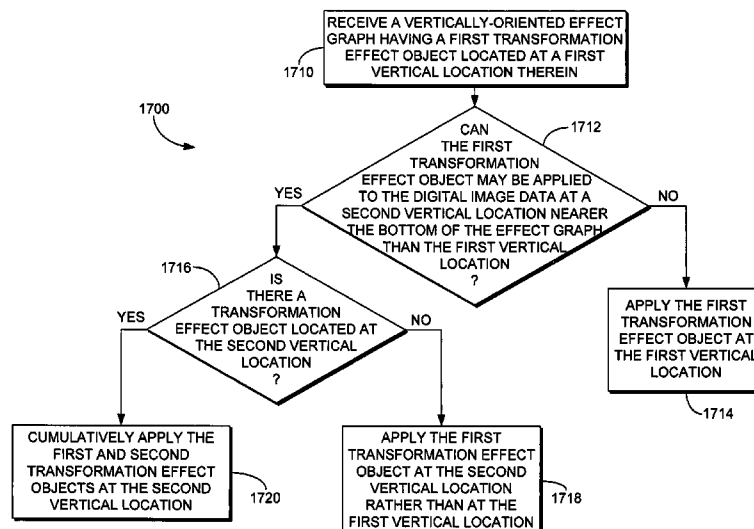 RECEIVE A VERTICALLY-ORIENTED EFFECT
GRAPH HAVING A FIRST TRANSFORMATION
EFFECT OBJECT LOCATED AT A FIRST
VERTICAL LOCATION THEREIN
1710
1700
1712
CAN
THE FIRST
TRANSFORMATION
EFFECT OBJECT MAY BE APPLIED
TO THE DIGITAL IMAGE DATA AT A
SECOND VERTICAL LOCATION NEARER
THE BOTTOM OF THE EFFECT GRAPH
THAN THE FIRST VERTICAL
LOCATION
?
YES
NO
1716
IS
THERE A
TRANSFORMATION
EFFECT OBJECT LOCATED AT
THE SECOND VERTICAL
LOCATION
?
YES
NO
APPLY THE FIRST
TRANSFORMATION
EFFECT OBJECT AT
THE FIRST VERTICAL
LOCATION
1714
CUMULATIVELY APPLY THE
FIRST AND SECOND
TRANSFORMATION EFFECT
OBJECTS AT THE SECOND
VERTICAL LOCATION
1720
APPLY THE FIRST
TRANSFORMATION EFFECT
OBJECT AT THE SECOND
VERTICAL LOCATION
RATHER THAN AT THE
FIRST VERTICAL LOCATION
1718